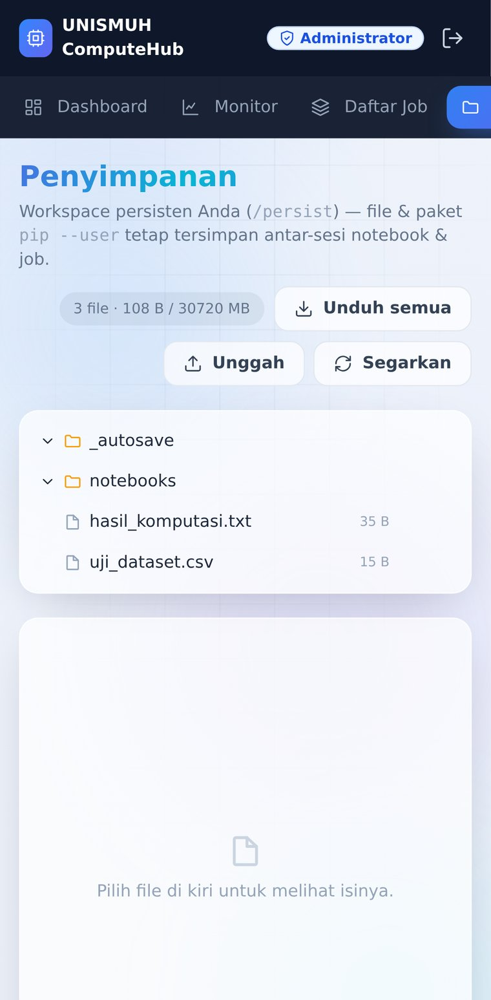 UNISMUH
ComputeHub
Administrator
Dashboard
Monitor
Daftar Job
Penyimpanan
Workspace persisten Anda (/persist) — file & paket
pip --user tetap tersimpan antar-sesi notebook &
job.
3 file · 108 B / 30720 MB
Unduh semua
Unggah
Segarkan
_autosave
notebooks
hasil_komputasi.txt 35 B
uji_dataset.csv 15 B
Pilih file di kiri untuk melihat isinya.